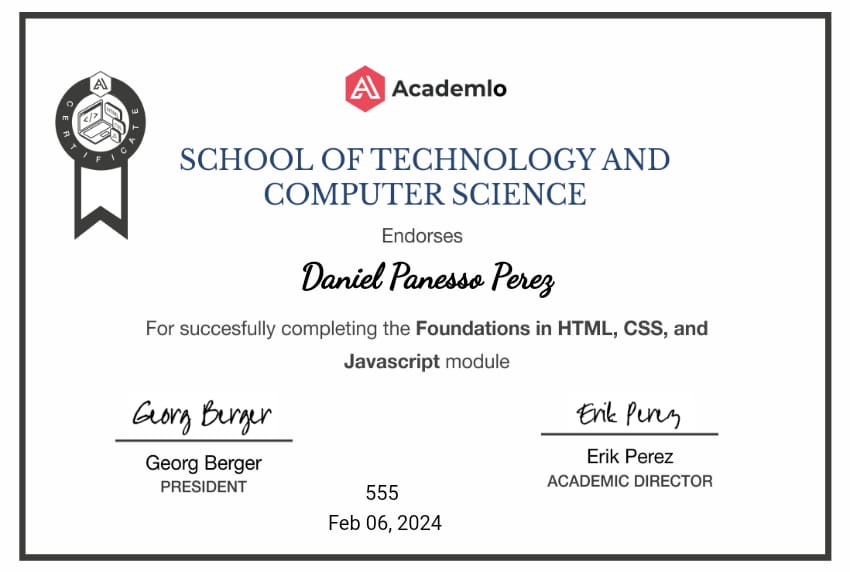 Academlo
CERTIFICATE
</>
SCHOOL OF TECHNOLOGY AND
COMPUTER SCIENCE
Endorses
Daniel Panesso Perez
For succesfully completing the Foundations in HTML, CSS, and
Javascript module
Georg Berger
Georg Berger
PRESIDENT
Erik Perez
Erik Perez
ACADEMIC DIRECTOR
555
Feb 06, 2024